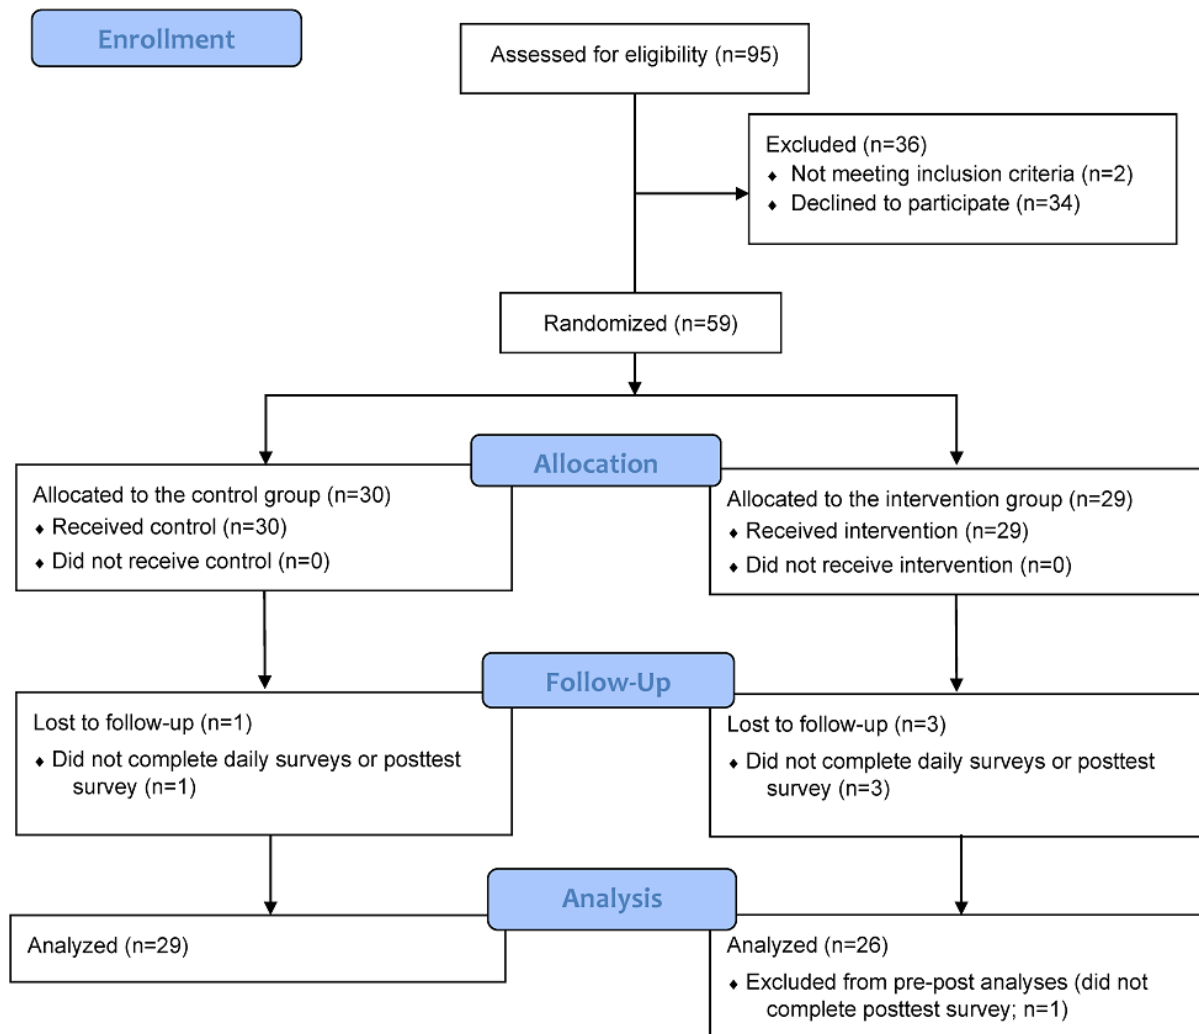 Enrollment
Assessed for eligibility (n=95)
Excluded (n=36)
♦ Not meeting inclusion criteria (n=2)
♦ Declined to participate (n=34)
Randomized (n=59)
Allocation
Allocated to the control group (n=30)
♦ Received control (n=30)
♦ Did not receive control (n=0)
Allocated to the intervention group (n=29)
♦ Received intervention (n=29)
♦ Did not receive intervention (n=0)
Follow-Up
Lost to follow-up (n=1)
♦ Did not complete daily surveys or posttest
survey (n=1)
Lost to follow-up (n=3)
♦ Did not complete daily surveys or posttest
survey (n=3)
Analysis
Analyzed (n=29)
Analyzed (n=26)
♦ Excluded from pre-post analyses (did not
complete posttest survey; n=1)